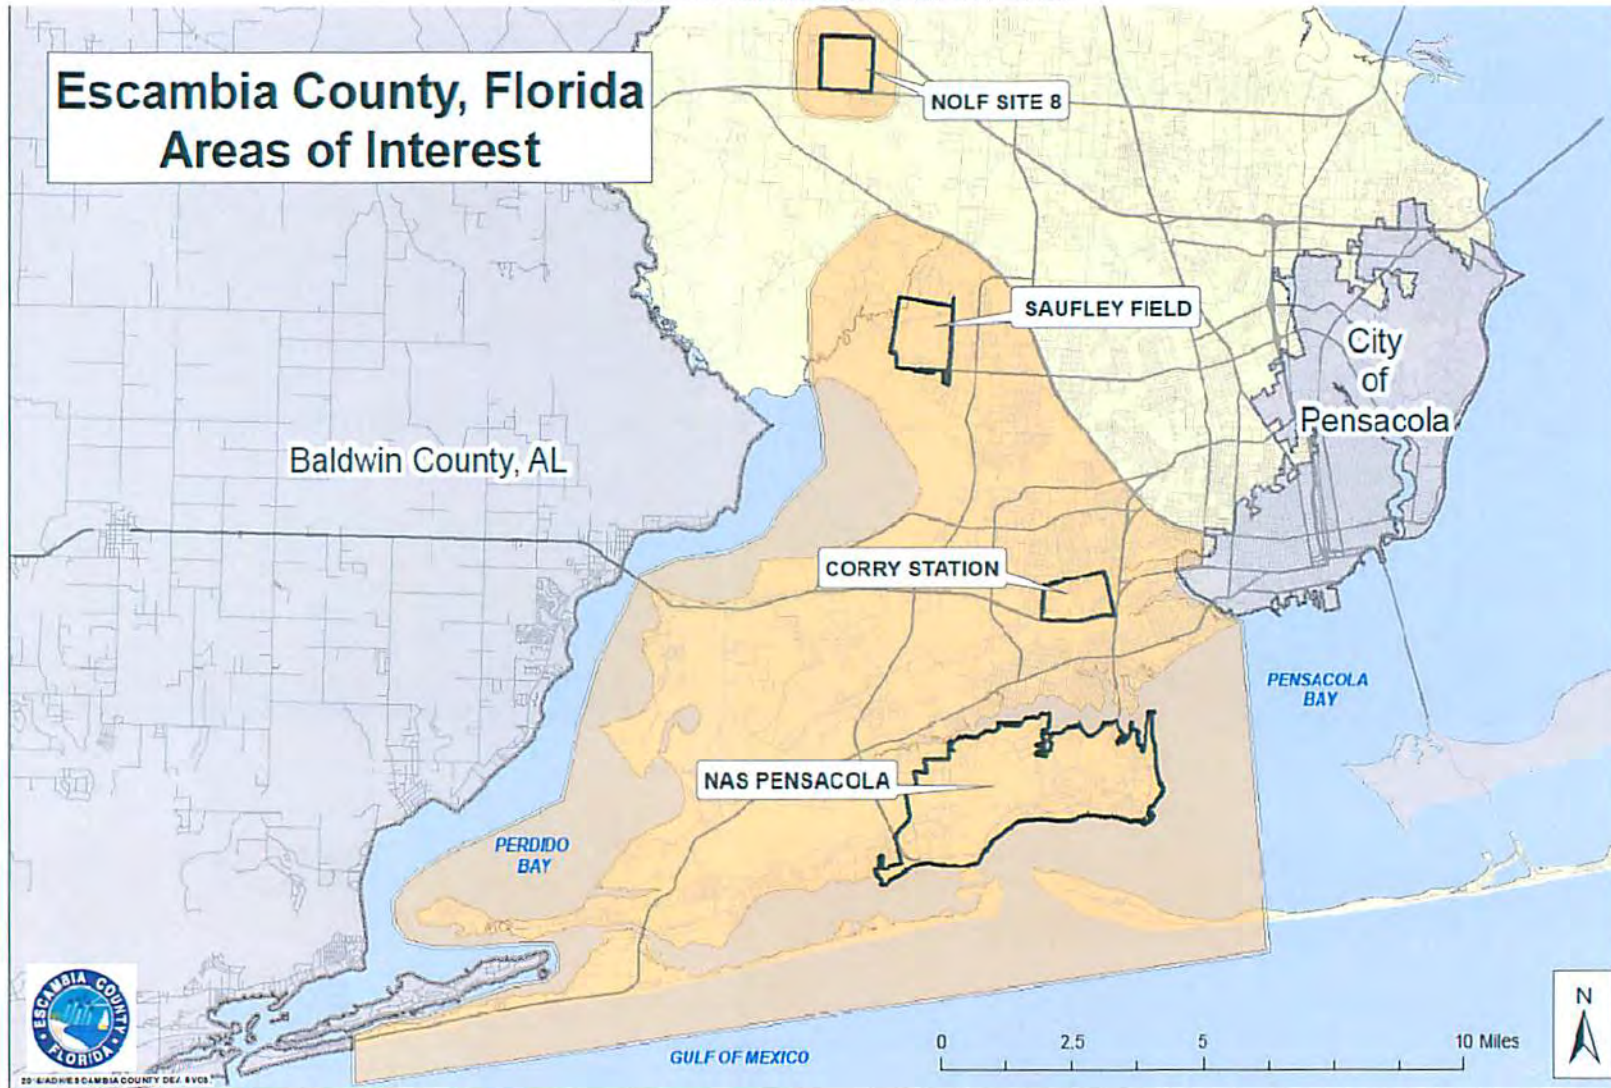 Escambia County, Florida
Areas of Interest
NOLF SITE 8
SAUFLEY FIELD
City
of
Pensacola
Baldwin County, AL
CORRY STATION
PENSACOLA
BAY
NAS PENSACOLA
PERDIDO
BAY
GULF OF MEXICO
0 2.5 5 10 Miles
N
ESCAMBIA COUNTY
FLORIDA